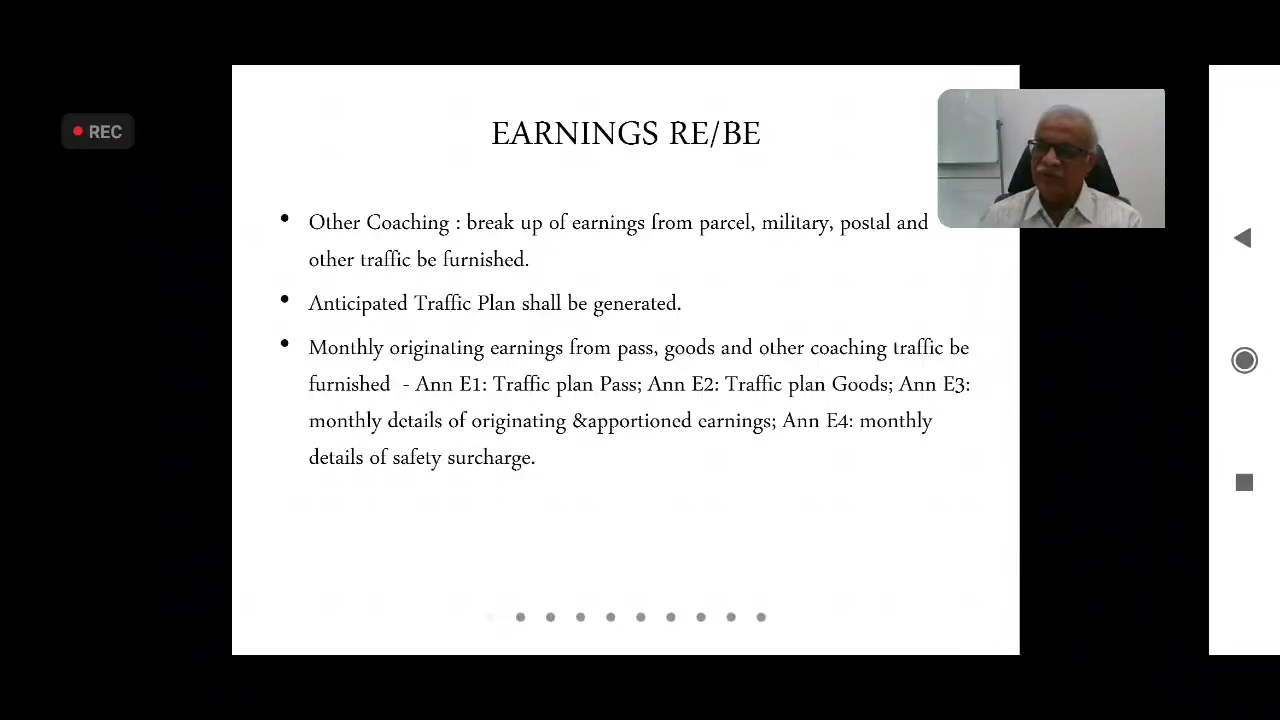 REC
EARNINGS RE/BE
• Other Coaching : break up of earnings from parcel, military, postal and
other traffic be furnished.
• Anticipated Traffic Plan shall be generated.
• Monthly originating earnings from pass, goods and other coaching traffic be
furnished - Ann E1: Traffic plan Pass; Ann E2: Traffic plan Goods; Ann E3:
monthly details of originating &apportioned earnings; Ann E4: monthly
details of safety surcharge.